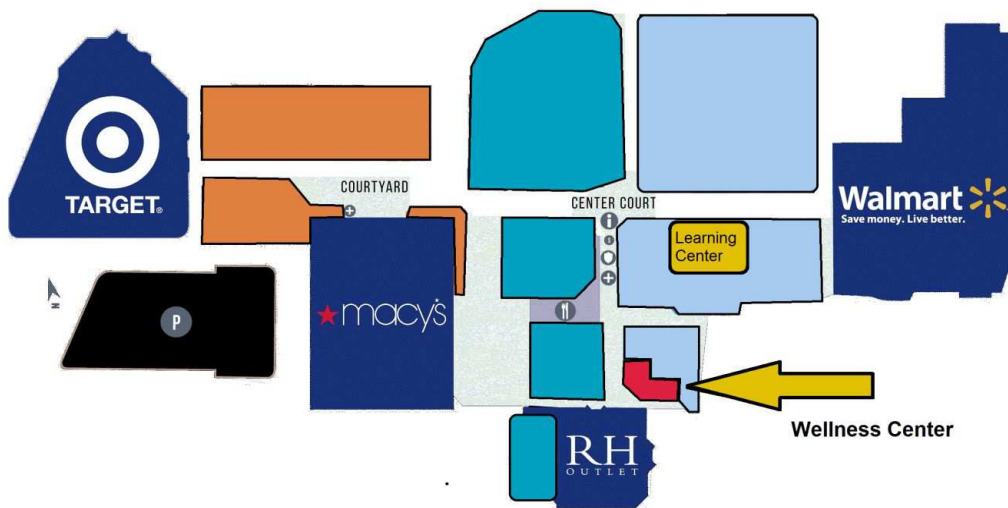 TARGET®
COURTYARD
CENTER COURT
Learning
Center
Walmart
Save money. Live better.
N
P
macy's
Wellness Center
RH
OUTLET